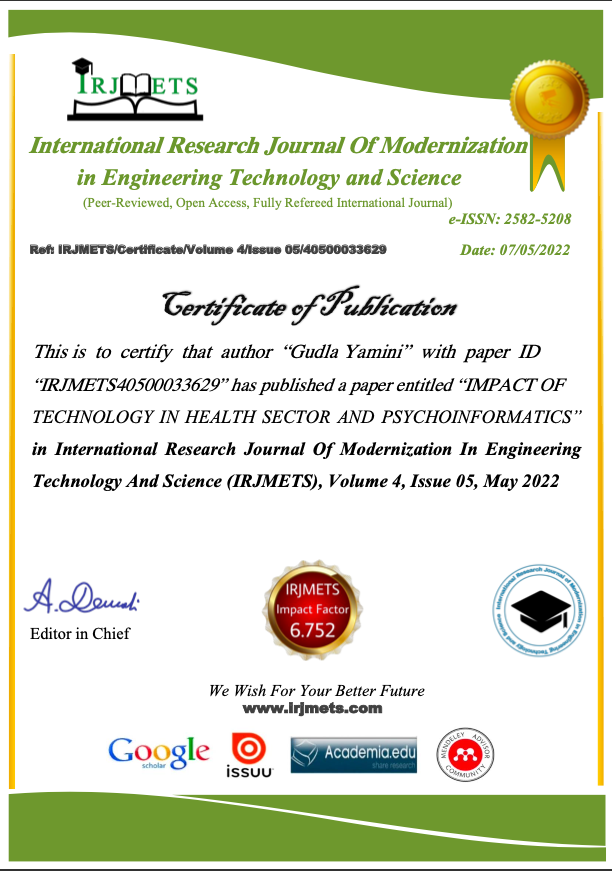 IRJMETS
International Research Journal Of Modernization
in Engineering Technology and Science
(Peer-Reviewed, Open Access, Fully Refereed International Journal)
e-ISSN: 2582-5208
Ref: IRJMETS/Certificate/Volume 4/Issue 05/40500033629
Date: 07/05/2022
Certificate of Publication
This is to certify that author “Gudla Yamini” with paper ID
“IRJMETS40500033629” has published a paper entitled “IMPACT OF
TECHNOLOGY IN HEALTH SECTOR AND PSYCHOINFORMATICS”
in International Research Journal Of Modernization In Engineering
Technology And Science (IRJMETS), Volume 4, Issue 05, May 2022
A.
Editor in Chief
IRJMETS
Impact Factor
6.752
International Research Journal of Modernization
in Engineering Technology and Science
We Wish For Your Better Future
www.irjmets.com
Google
scholar
issuu
Academia.edu
share research
MENDELEY ADVISOR
COMMUNITY